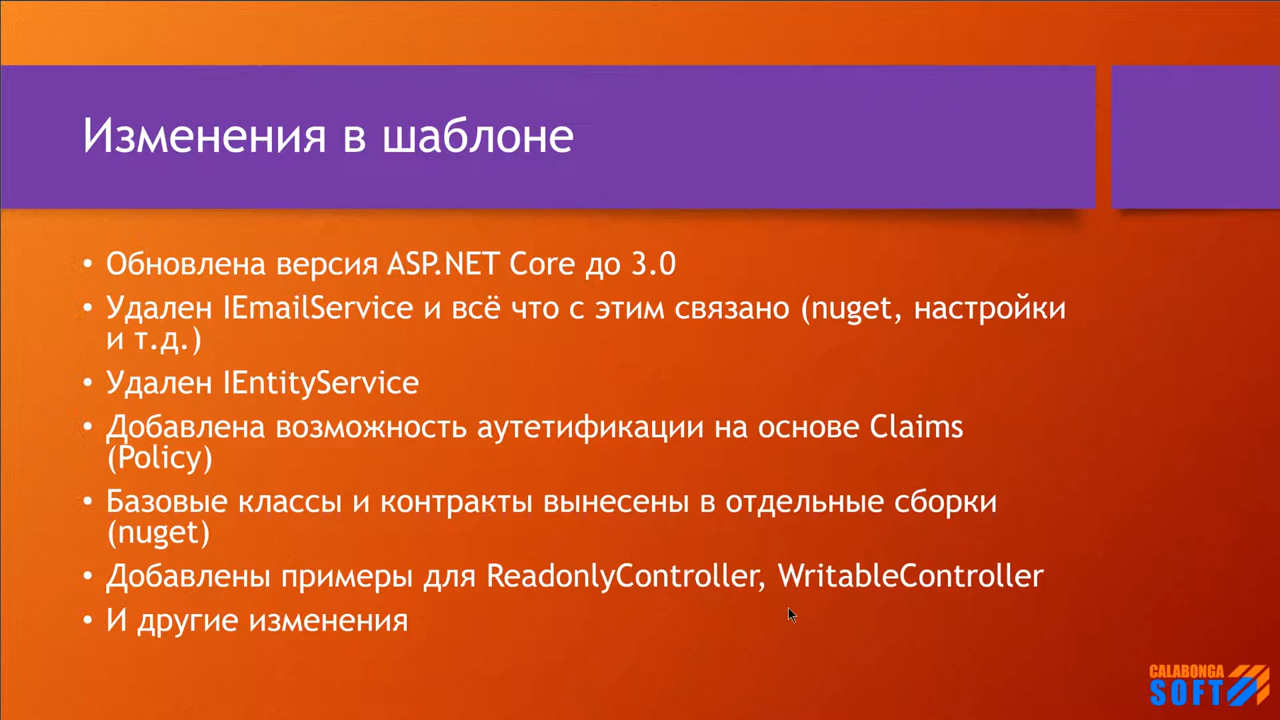 Изменения в шаблоне
• Обновлена версия ASP.NET Core до 3.0
• Удален IEmailService и всё что с этим связано (nuget, настройки
и т.д.)
• Удален IEntityService
• Добавлена возможность аутетификации на основе Claims
(Policy)
• Базовые классы и контракты вынесены в отдельные сборки
(nuget)
• Добавлены примеры для ReadonlyController, WritableController
• И другие изменения
CALABONGA
SOFT